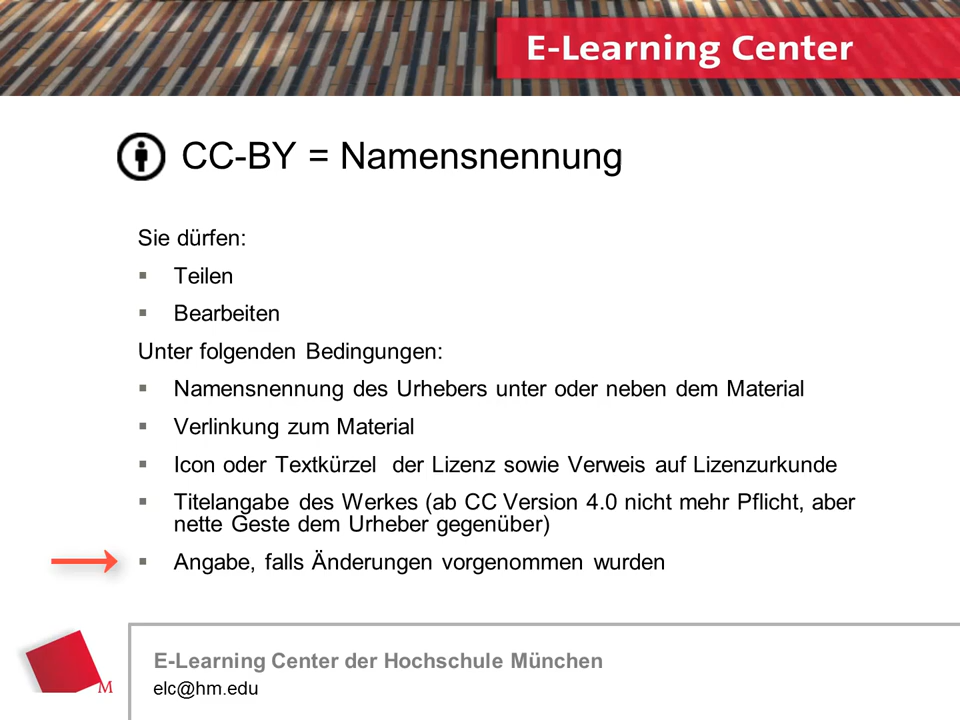 E-Learning Center
CC-BY = Namensnennung
Sie dürfen:
▪ Teilen
▪ Bearbeiten
Unter folgenden Bedingungen:
▪ Namensnennung des Urhebers unter oder neben dem Material
▪ Verlinkung zum Material
▪ Icon oder Textkürzel der Lizenz sowie Verweis auf Lizenzurkunde
▪ Titelangabe des Werkes (ab CC Version 4.0 nicht mehr Pflicht, aber
nette Geste dem Urheber gegenüber)
▪ Angabe, falls Änderungen vorgenommen wurden
E-Learning Center der Hochschule München
M
elc@hm.edu